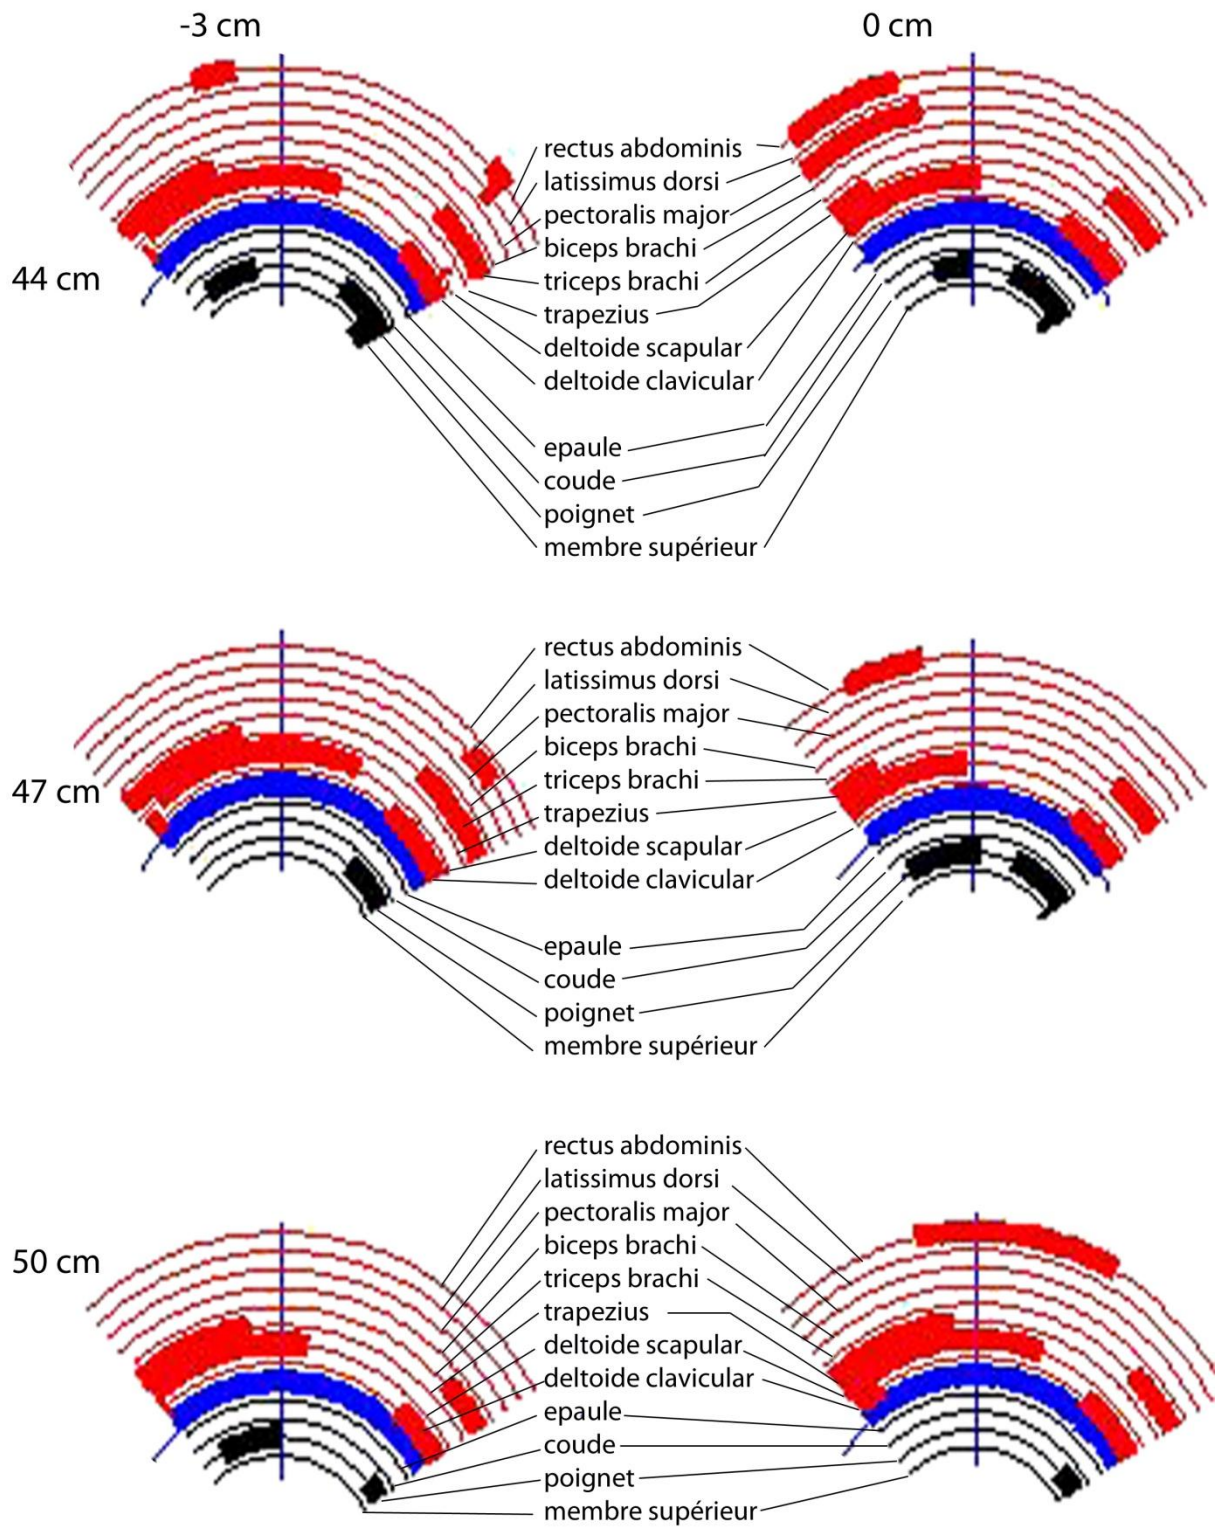 -3 cm
0 cm
44 cm
rectus abdominis
latissimus dorsi
pectoralis major
biceps brachi
triceps brachi
trapezius
deltoide scapular
deltoide clavicular
epaule
coude
poignet
membre supérieur
47 cm
rectus abdominis
latissimus dorsi
pectoralis major
biceps brachi
triceps brachi
trapezius
deltoide scapular
deltoide clavicular
epaule
coude
poignet
membre supérieur
50 cm
rectus abdominis
latissimus dorsi
pectoralis major
biceps brachi
triceps brachi
trapezius
deltoide scapular
deltoide clavicular
epaule
coude
poignet
membre supérieur